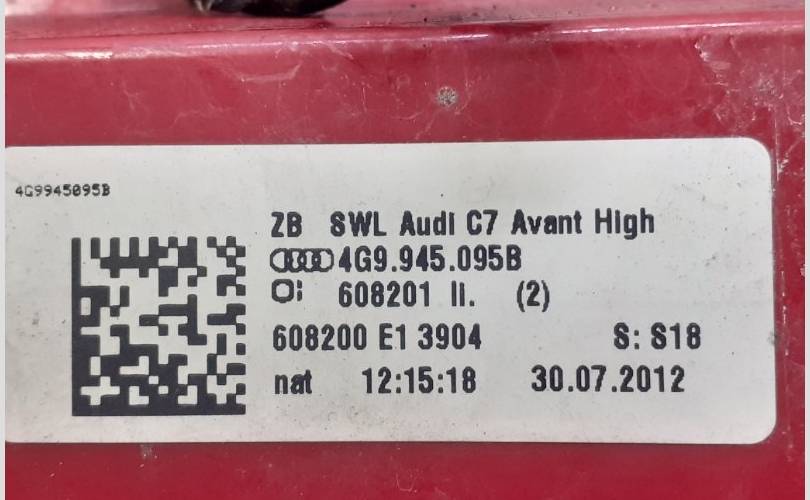 4G9945095B
ZB SWL Audi C7 Avant High
4G9.945.095B
608201 li. (2)
608200 E1 3904 S: S18
nat 12:15:18 30.07.2012